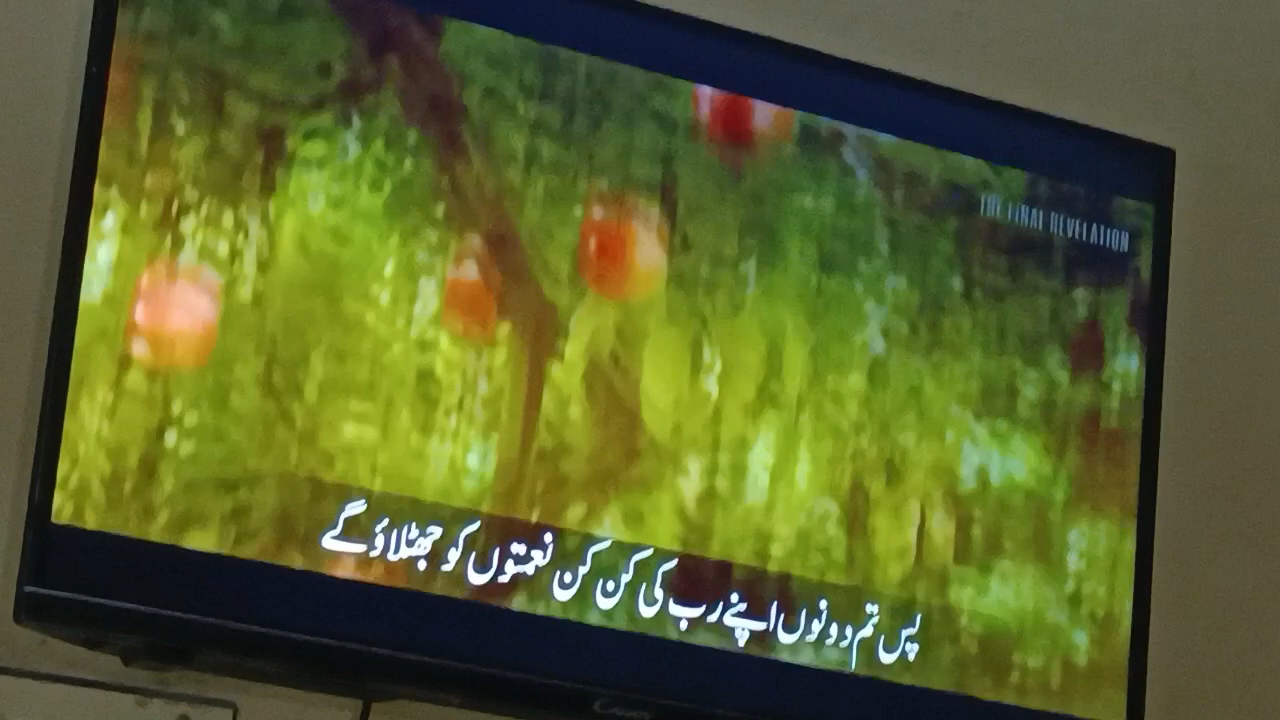 THE FINAL REVELATION
پس تم دونوں اپنے رب کی کن کن نعمتوں کو جھٹلاؤ گے